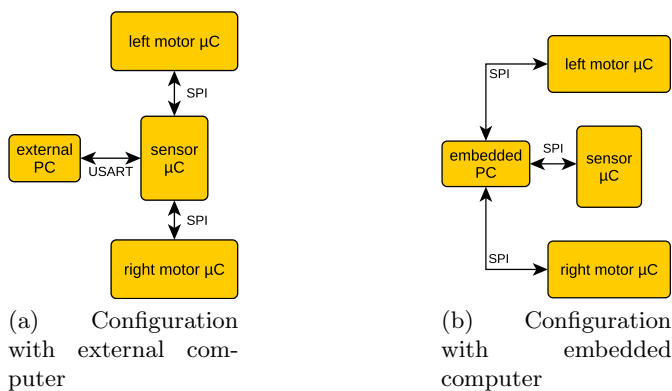 left motor µC
SPI
external
PC
USART
sensor
µC
SPI
right motor µC
(a) Configuration
with external com-
puter
left motor µC
SPI
embedded
PC
SPI
sensor
µC
SPI
right motor µC
(b) Configuration
with embedded
computer